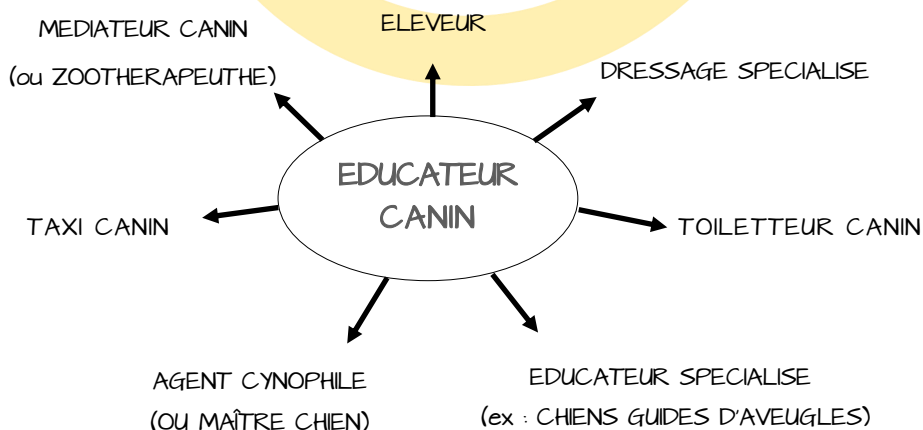 MEDIATEUR CANIN
(ou ZOOTHERAPEUTHE)
ELEVEUR
DRESSAGE SPECIALISE
EDUCATEUR
CANIN
TAXI CANIN
TOILETTEUR CANIN
AGENT CYNOPHILE
(OU MAÎTRE CHIEN)
EDUCATEUR SPECIALISE
(ex : CHIENS GUIDES D'AVEUGLES)